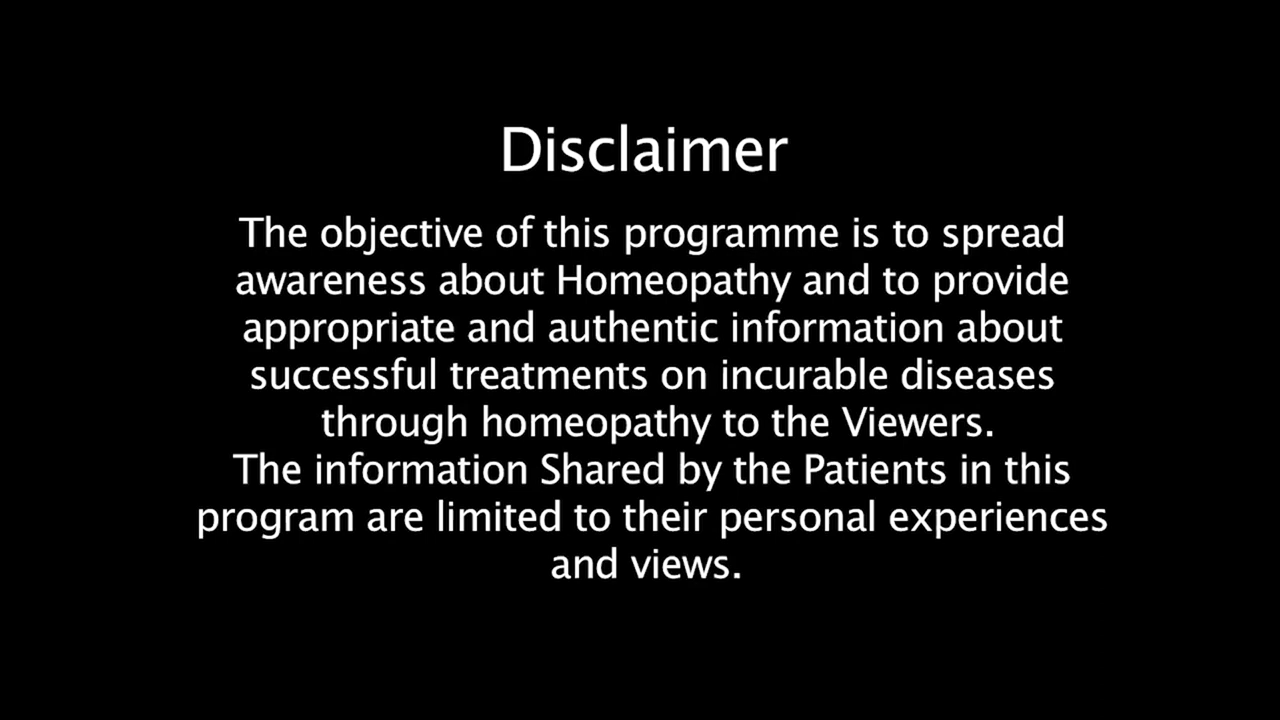 Disclaimer
The objective of this programme is to spread
awareness about Homeopathy and to provide
appropriate and authentic information about
successful treatments on incurable diseases
through homeopathy to the Viewers.
The information Shared by the Patients in this
program are limited to their personal experiences
and views.